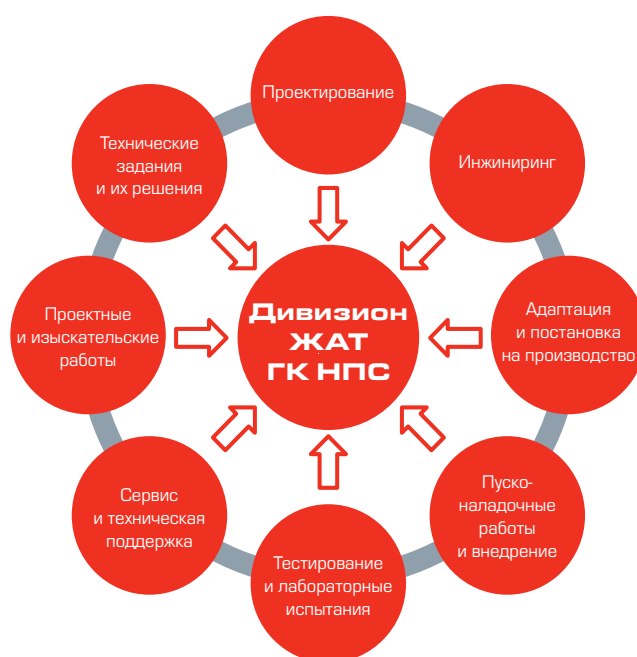 Проектирование
Инжиниринг
Адаптация
и постановка
на производство
Пуско-
наладочные
работы
и внедрение
Тестирование
и лабораторные
испытания
Сервис
и техническая
поддержка
Проектные
и изыскательские
работы
Технические
задания
и их решения
Дивизион
ЖАТ
ГК НПС